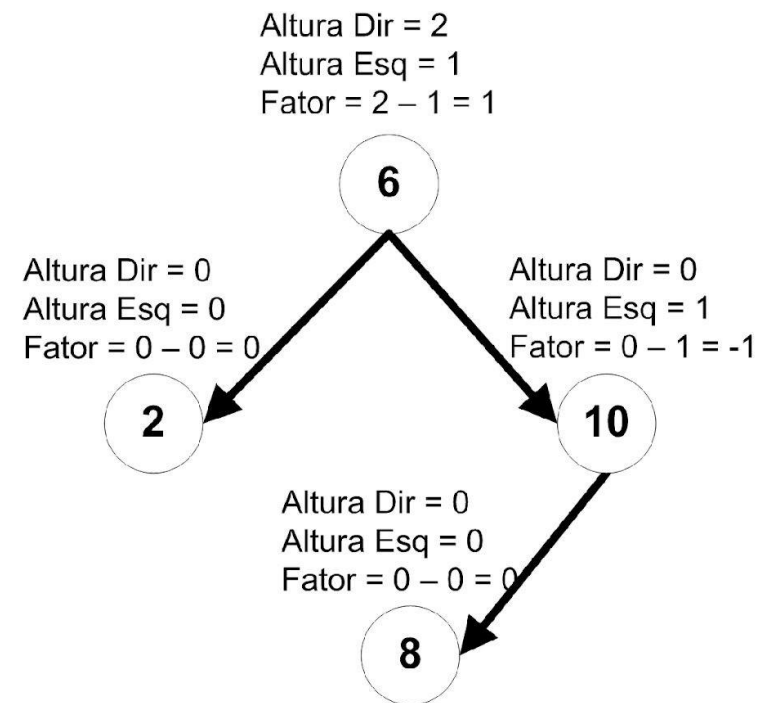 Altura Dir = 2
Altura Esq = 1
Fator = 2 – 1 = 1
6
Altura Dir = 0
Altura Esq = 0
Fator = 0 – 0 = 0
2
Altura Dir = 0
Altura Esq = 1
Fator = 0 – 1 = -1
10
Altura Dir = 0
Altura Esq = 0
Fator = 0 – 0 = 0
8